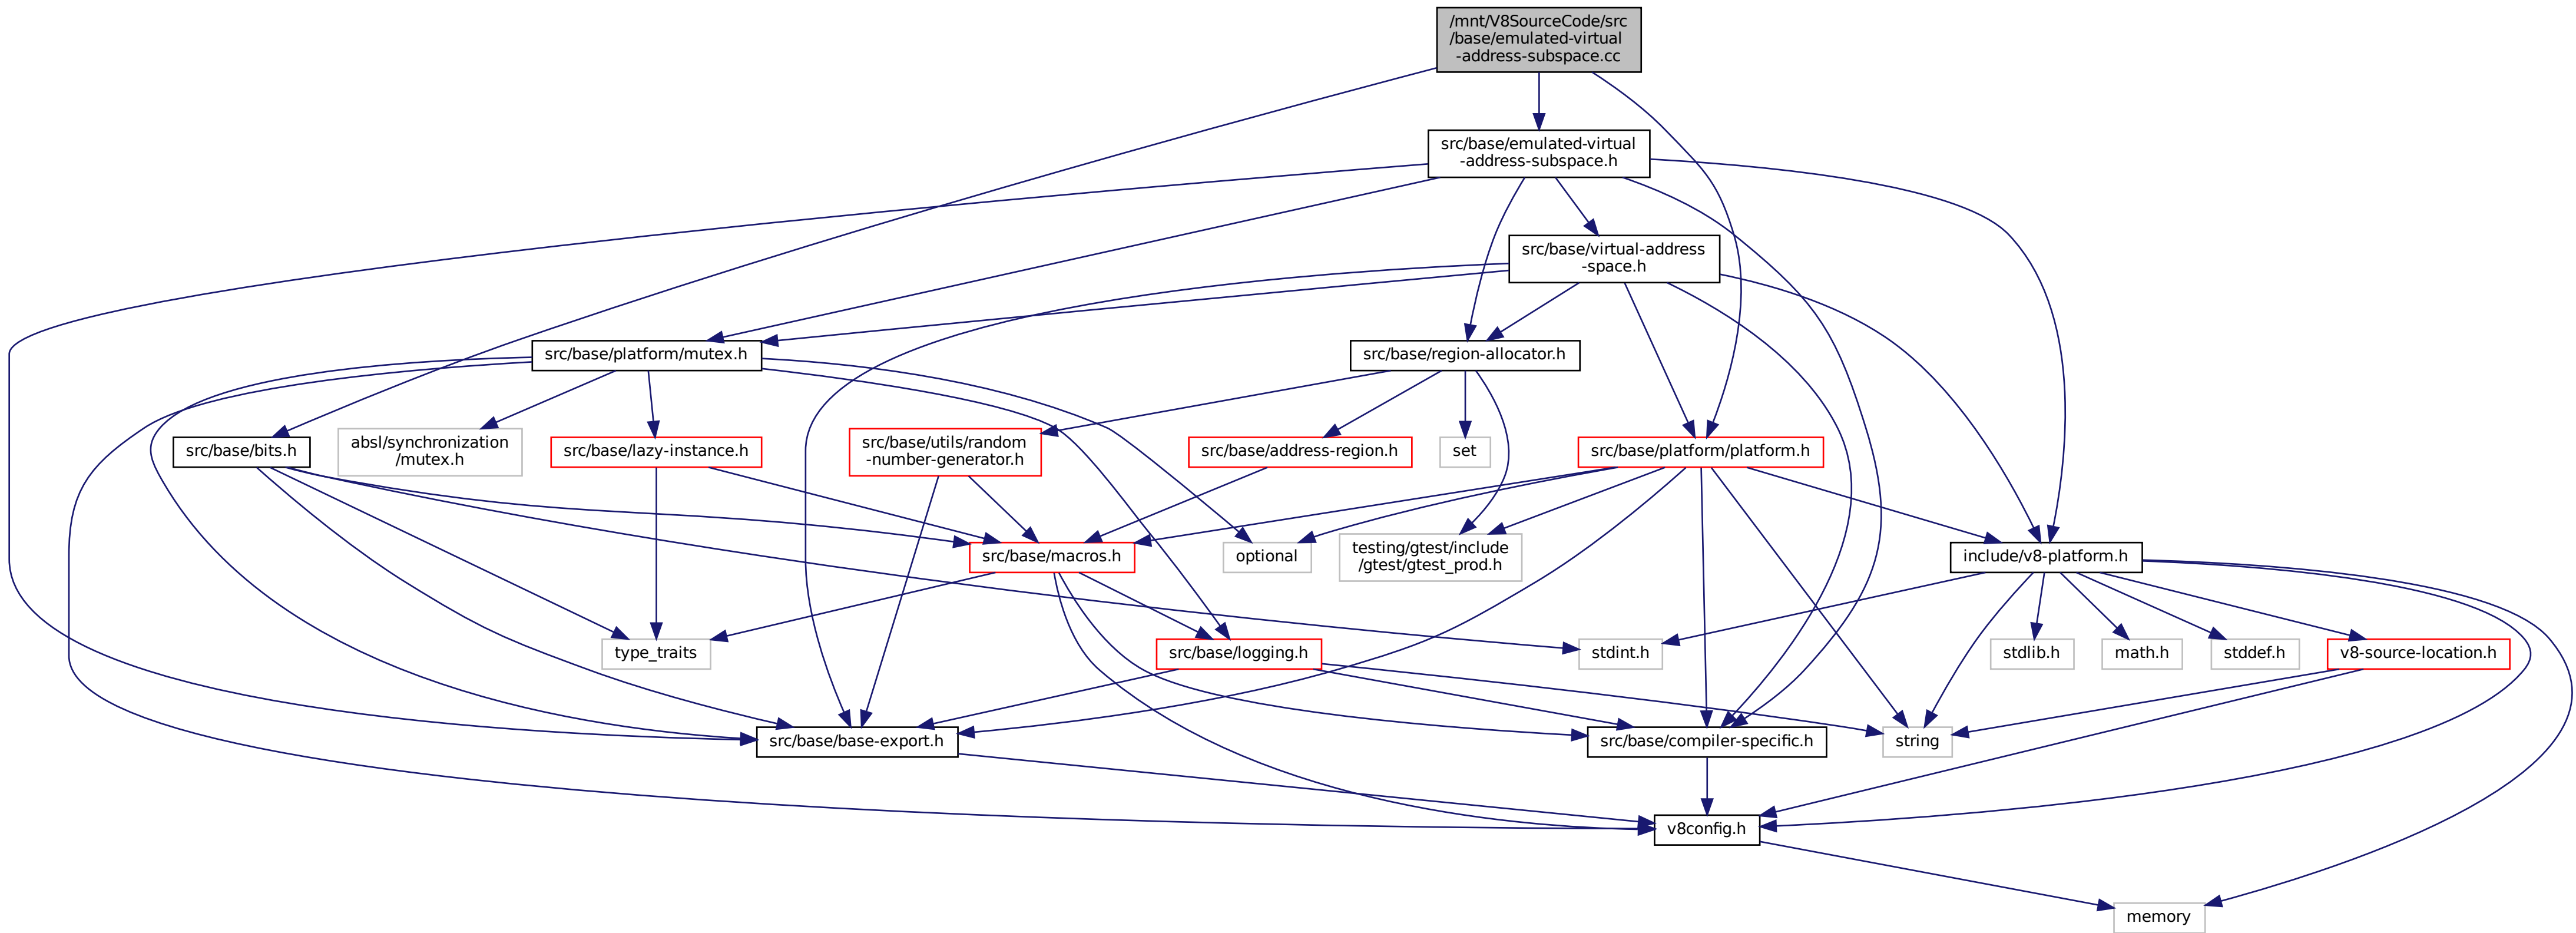 /mnt/V8SourceCode/src
/base/emulated-virtual
-address-subspace.cc
src/base/emulated-virtual
-address-subspace.h
src/base/virtual-address
-space.h
src/base/platform/mutex.h
src/base/region-allocator.h
src/base/bits.h
absl/synchronization
/mutex.h
src/base/lazy-instance.h
src/base/utils/random
-number-generator.h
src/base/address-region.h
set
src/base/platform/platform.h
src/base/macros.h
optional
testing/gtest/include
/gtest/gtest_prod.h
include/v8-platform.h
type_traits
src/base/logging.h
stdint.h
stdlib.h
math.h
stddef.h
v8-source-location.h
src/base/base-export.h
src/base/compiler-specific.h
string
v8config.h
memory